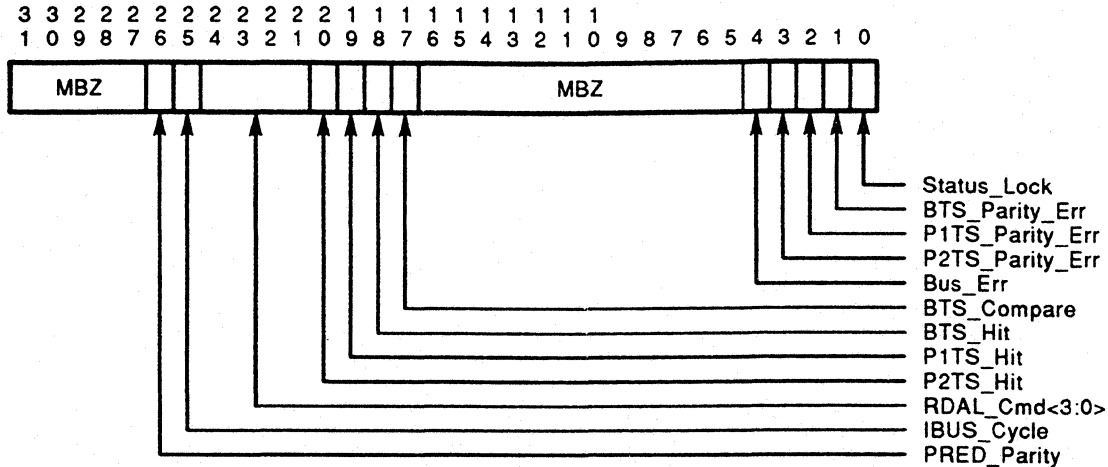 3 3 2 2 2 2 2 2 2 2 2 2 1 1 1 1 1 1 1 1 1 1
1 0 9 8 7 6 5 4 3 2 1 0 9 8 7 6 5 4 3 2 1 0 9 8 7 6 5 4 3 2 1 0
MBZ MBZ
Status_Lock
BTS_Parity_Err
P1TS_Parity_Err
P2TS_Parity_Err
Bus_Err
BTS_Compare
BTS_Hit
P1TS_Hit
P2TS_Hit
RDAL_Cmd<3:0>
IBUS_Cycle
PRED_Parity